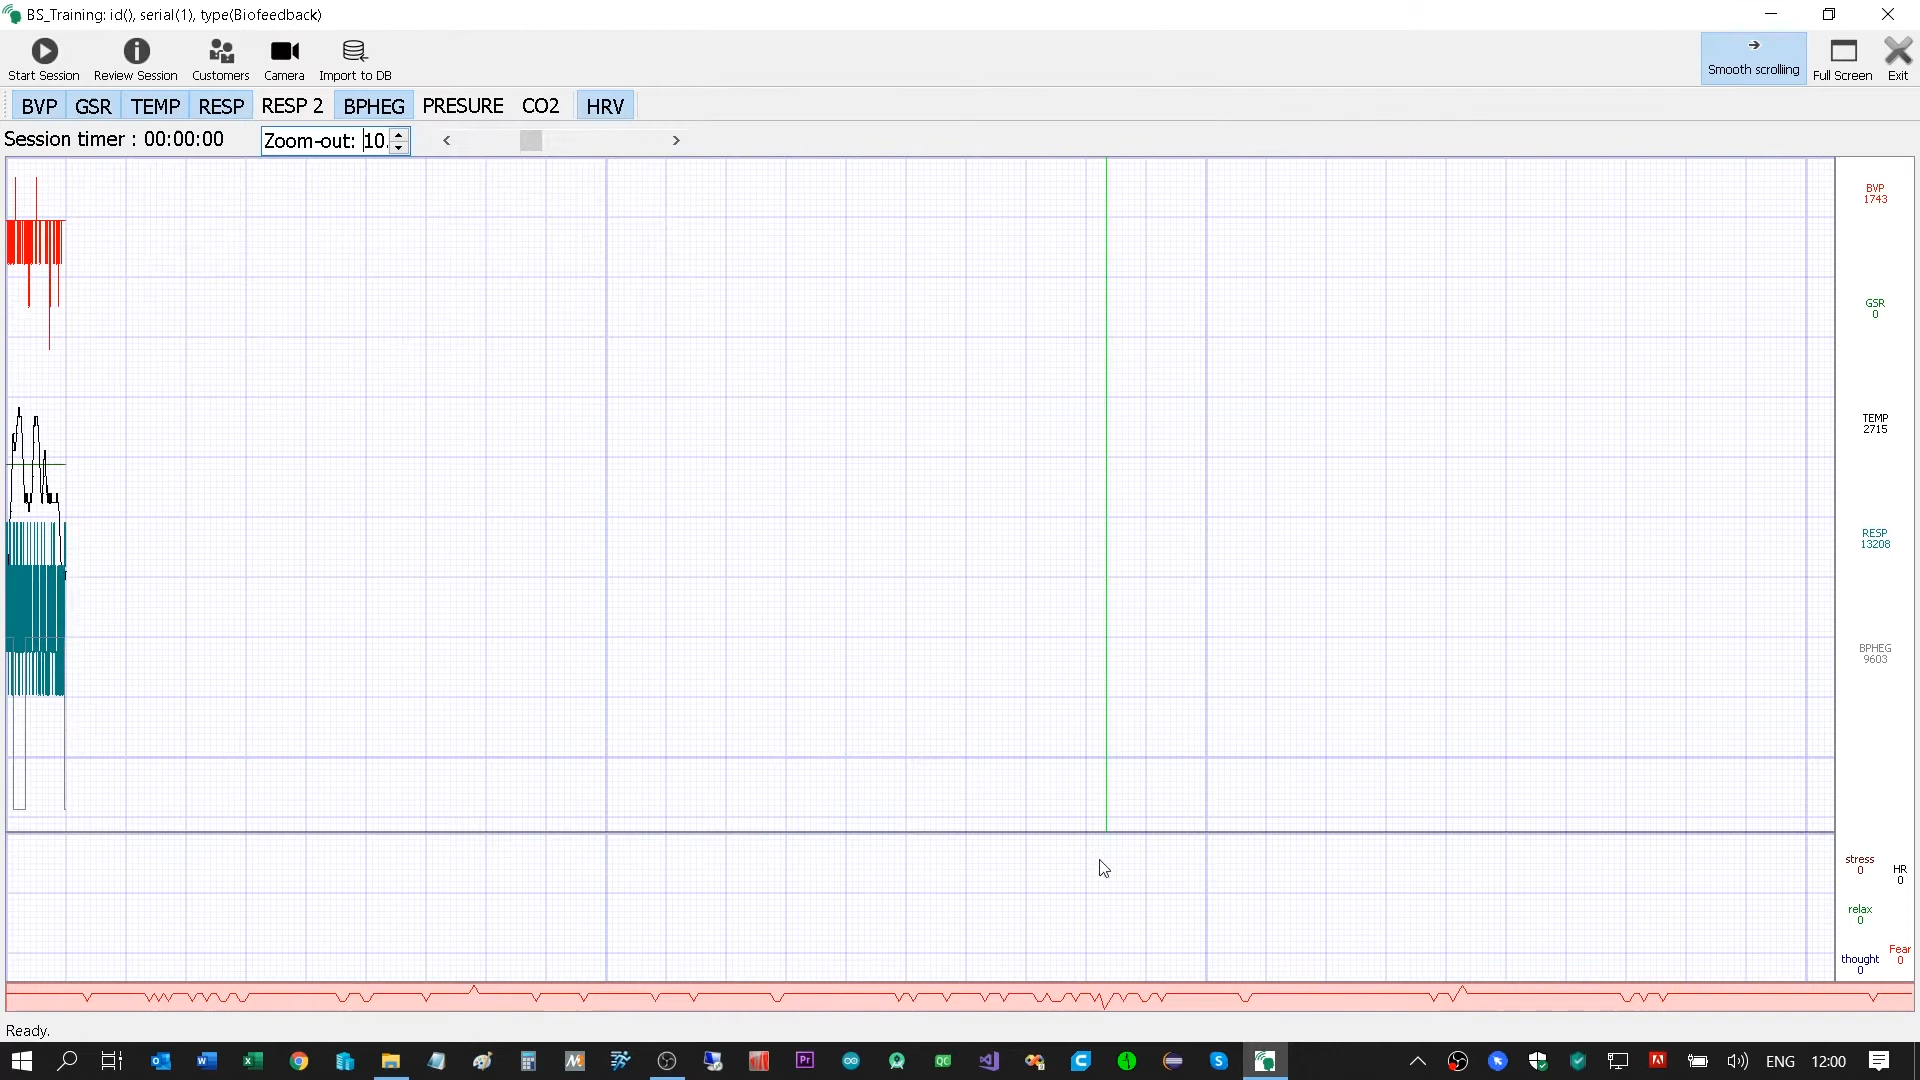 BS_Training: id(), serial(1), type(Biofeedback)
Start Session Review Session Customers Camera Import to DB Smooth scrolling Full Screen Exit
BVP GSR TEMP RESP RESP 2 BPHEG PRESURE CO2 HRV
Session timer : 00:00:00 Zoom-out: 10.
BVP
1743
GSR
0
TEMP
2715
RESP
13208
BPHEG
9603
stress
0
HR
0
relax
0
Fear
0
thought
0
Ready.
ENG 12:00